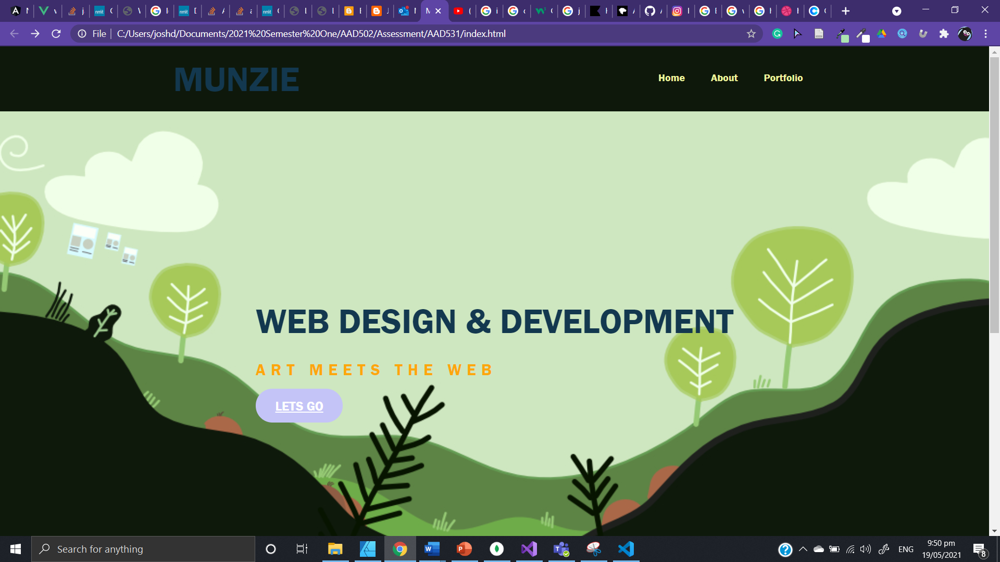 File
C:/Users/joshd/Documents/2021%20Semester%20One/AAD502/Assessment/AAD531/index.html
MUNZIE
Home About Portfolio
WEB DESIGN & DEVELOPMENT
ART MEETS THE WEB
LETS GO
Search for anything
ENG
9:50 pm
19/05/2021
8